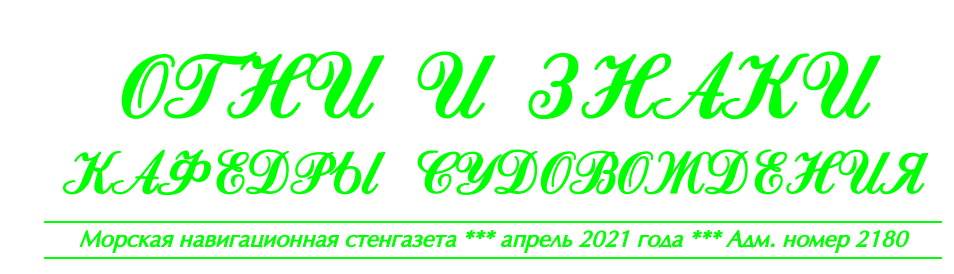 ОГНИ И ЗНАКИ
КАФЕДРЫ СУДОВОЖДЕНИЯ
Морская навигационная стенгазета *** апрель 2021 года *** Адм. номер 2180